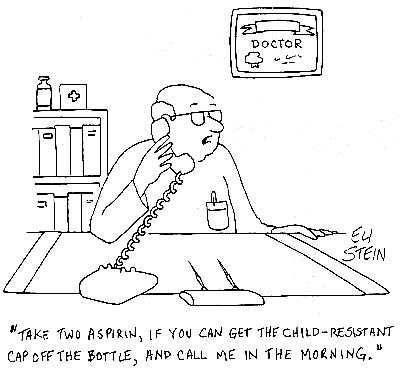 DOCTOR
ELI
STEIN
"TAKE TWO ASPIRIN, IF YOU CAN GET THE CHILD-RESISTANT
CAP OFF THE BOTTLE, AND CALL ME IN THE MORNING."